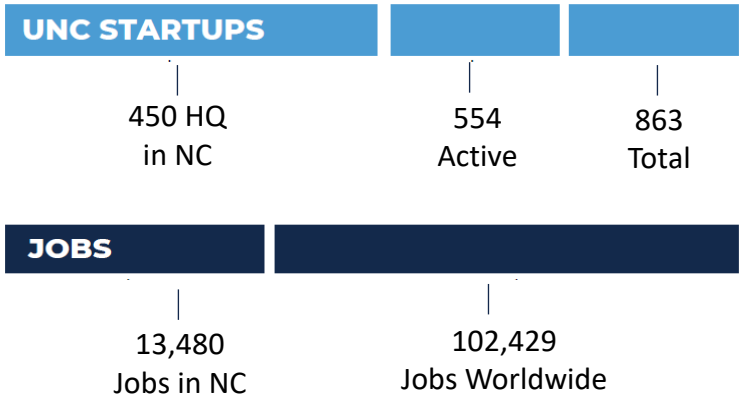 UNC STARTUPS
450 HQ
in NC
554
Active
863
Total
JOBS
13,480
Jobs in NC
102,429
Jobs Worldwide